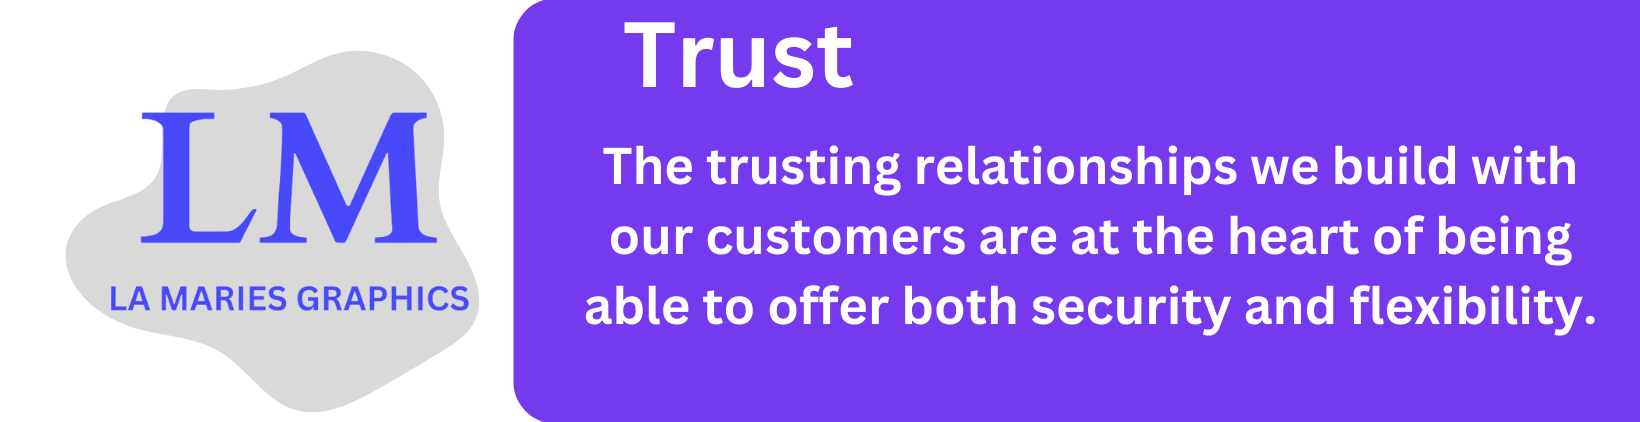 LM
LA MARIES GRAPHICS
Trust
The trusting relationships we build with
our customers are at the heart of being
able to offer both security and flexibility.